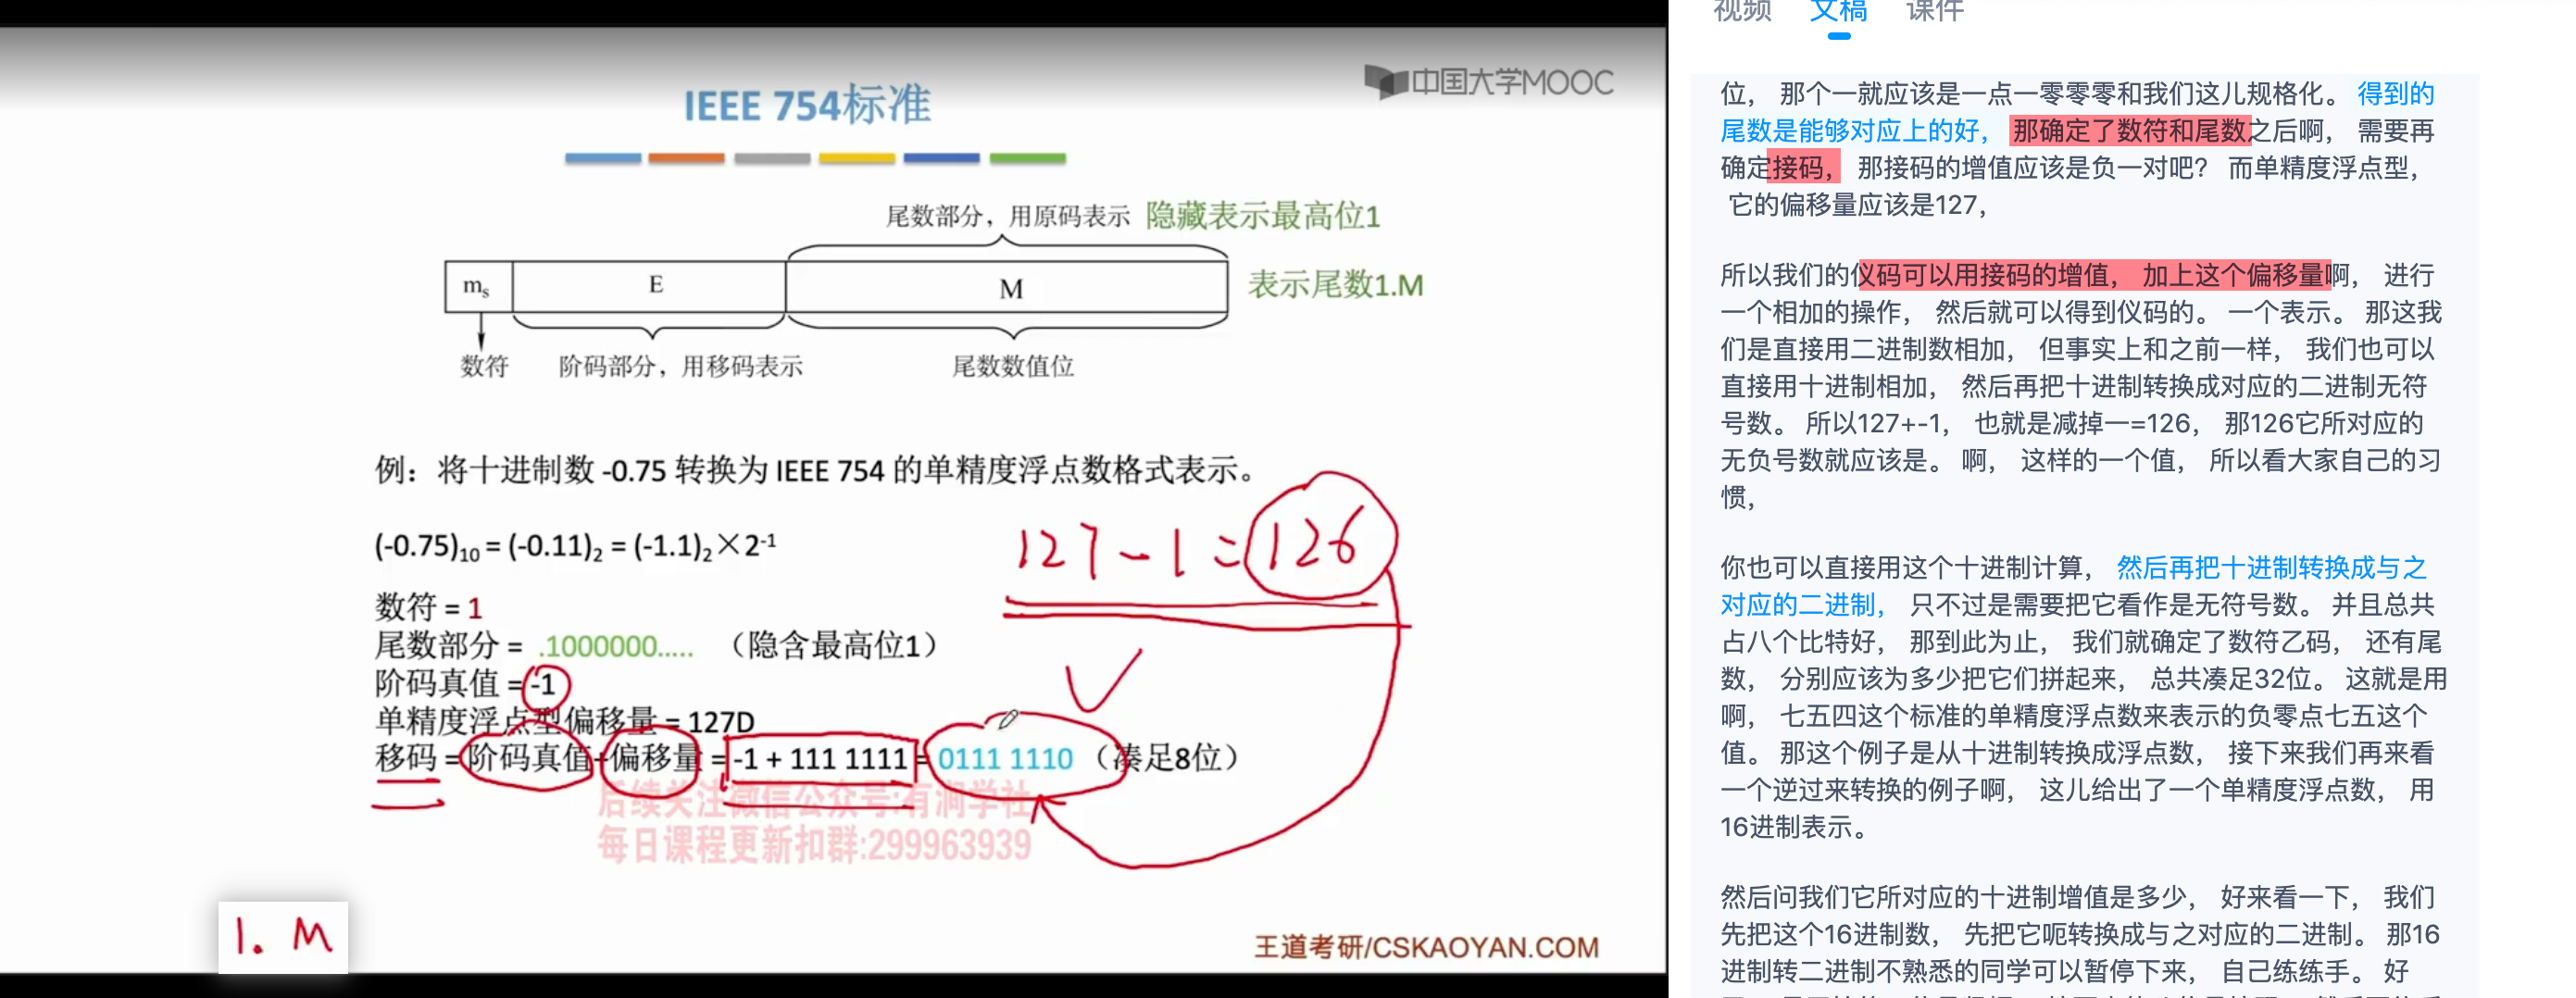 中国大学MOOC
IEEE 754标准
尾数部分，用原码表示 隐藏表示最高位1
ms E M 表示尾数1.M
数符 阶码部分，用移码表示 尾数数值位
例：将十进制数 -0.75 转换为 IEEE 754 的单精度浮点数格式表示。
(-0.75)10 = (-0.11)2 = (-1.1)2×2-1
127-1=126
数符 = 1
尾数部分 = .1000000..... （隐含最高位1）
阶码真值 = -1
单精度浮点型偏移量 = 127D
移码 = 阶码真值+偏移量 = -1 + 111 1111 = 0111 1110 （凑足8位）
后续关注微信公众号:有涧学社
每日课程更新扣群:299963939
1. M
王道考研/CSKAOYAN.COM
视频 文稿 课件
位， 那个一就应该是一点一零零零和我们这儿规格化。 得到的
尾数是能够对应上的好， 那确定了数符和尾数之后啊， 需要再
确定接码， 那接码的增值应该是负一对吧？ 而单精度浮点型，
它的偏移量应该是127，
所以我们的仪码可以用接码的增值， 加上这个偏移量啊， 进行
一个相加的操作， 然后就可以得到仪码的。 一个表示。 那这我
们是直接用二进制数相加， 但事实上和之前一样， 我们也可以
直接用十进制相加， 然后再把十进制转换成对应的二进制无符
号数。 所以127+-1， 也就是减掉一=126， 那126它所对应的
无负号数就应该是。 啊， 这样的一个值， 所以看大家自己的习
惯，
你也可以直接用这个十进制计算， 然后再把十进制转换成与之
对应的二进制， 只不过是需要把它看作是无符号数。 并且总共
占八个比特好， 那到此为止， 我们就确定了数符乙码， 还有尾
数， 分别应该为多少把它们拼起来， 总共凑足32位。 这就是用
啊， 七五四这个标准的单精度浮点数来表示的负零点七五这个
值。 那这个例子是从十进制转换成浮点数， 接下来我们再来看
一个逆过来转换的例子啊， 这儿给出了一个单精度浮点数， 用
16进制表示。
然后问我们它所对应的十进制增值是多少， 好来看一下， 我们
先把这个16进制数， 先把它呃转换成与之对应的二进制。 那16
进制转二进制不熟悉的同学可以暂停下来， 自己练练手。 好